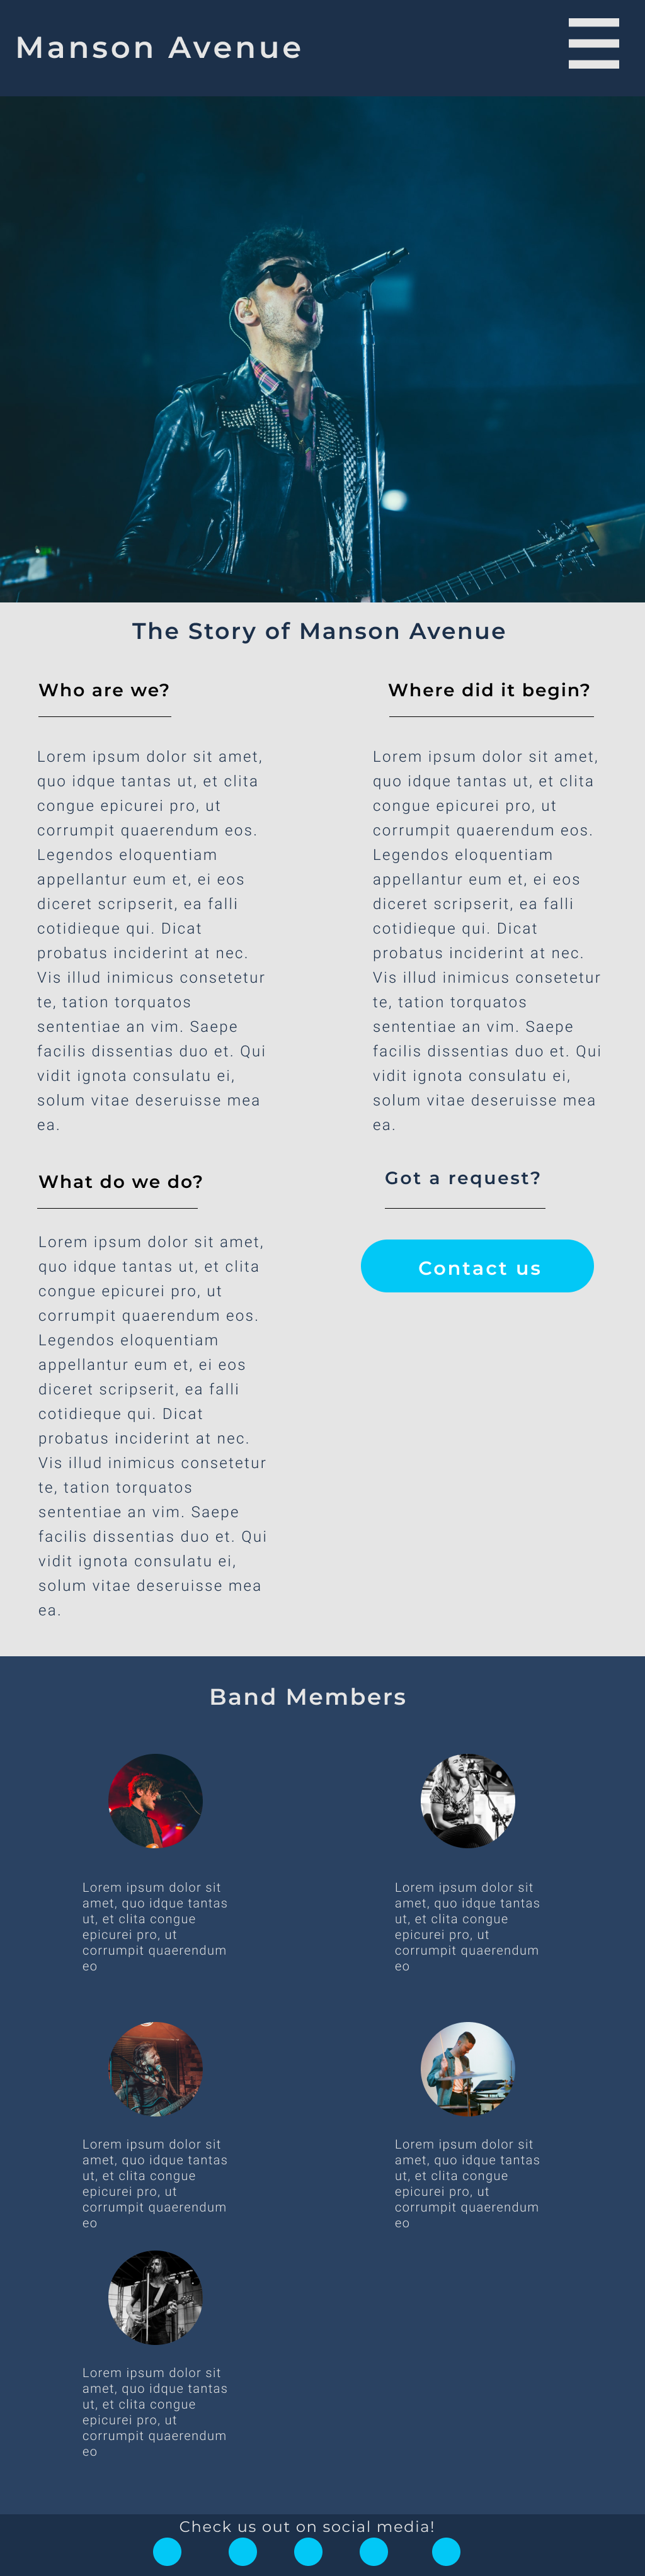 Manson Avenue
The Story of Manson Avenue
Who are we?
Lorem ipsum dolor sit amet,
quo idque tantas ut, et clita
congue epicurei pro, ut
corrumpit quaerendum eos.
Legendos eloquentiam
appellantur eum et, ei eos
diceret scripserit, ea falli
cotidieque qui. Dicat
probatus inciderint at nec.
Vis illud inimicus consetetur
te, tation torquatos
sententiae an vim. Saepe
facilis dissentias duo et. Qui
vidit ignota consulatu ei,
solum vitae deseruisse mea
ea.
Where did it begin?
Lorem ipsum dolor sit amet,
quo idque tantas ut, et clita
congue epicurei pro, ut
corrumpit quaerendum eos.
Legendos eloquentiam
appellantur eum et, ei eos
diceret scripserit, ea falli
cotidieque qui. Dicat
probatus inciderint at nec.
Vis illud inimicus consetetur
te, tation torquatos
sententiae an vim. Saepe
facilis dissentias duo et. Qui
vidit ignota consulatu ei,
solum vitae deseruisse mea
ea.
What do we do?
Lorem ipsum dolor sit amet,
quo idque tantas ut, et clita
congue epicurei pro, ut
corrumpit quaerendum eos.
Legendos eloquentiam
appellantur eum et, ei eos
diceret scripserit, ea falli
cotidieque qui. Dicat
probatus inciderint at nec.
Vis illud inimicus consetetur
te, tation torquatos
sententiae an vim. Saepe
facilis dissentias duo et. Qui
vidit ignota consulatu ei,
solum vitae deseruisse mea
ea.
Got a request?
Contact us
Band Members
Lorem ipsum dolor sit
amet, quo idque tantas
ut, et clita congue
epicurei pro, ut
corrumpit quaerendum
eo
Lorem ipsum dolor sit
amet, quo idque tantas
ut, et clita congue
epicurei pro, ut
corrumpit quaerendum
eo
Lorem ipsum dolor sit
amet, quo idque tantas
ut, et clita congue
epicurei pro, ut
corrumpit quaerendum
eo
Lorem ipsum dolor sit
amet, quo idque tantas
ut, et clita congue
epicurei pro, ut
corrumpit quaerendum
eo
Lorem ipsum dolor sit
amet, quo idque tantas
ut, et clita congue
epicurei pro, ut
corrumpit quaerendum
eo
Check us out on social media!